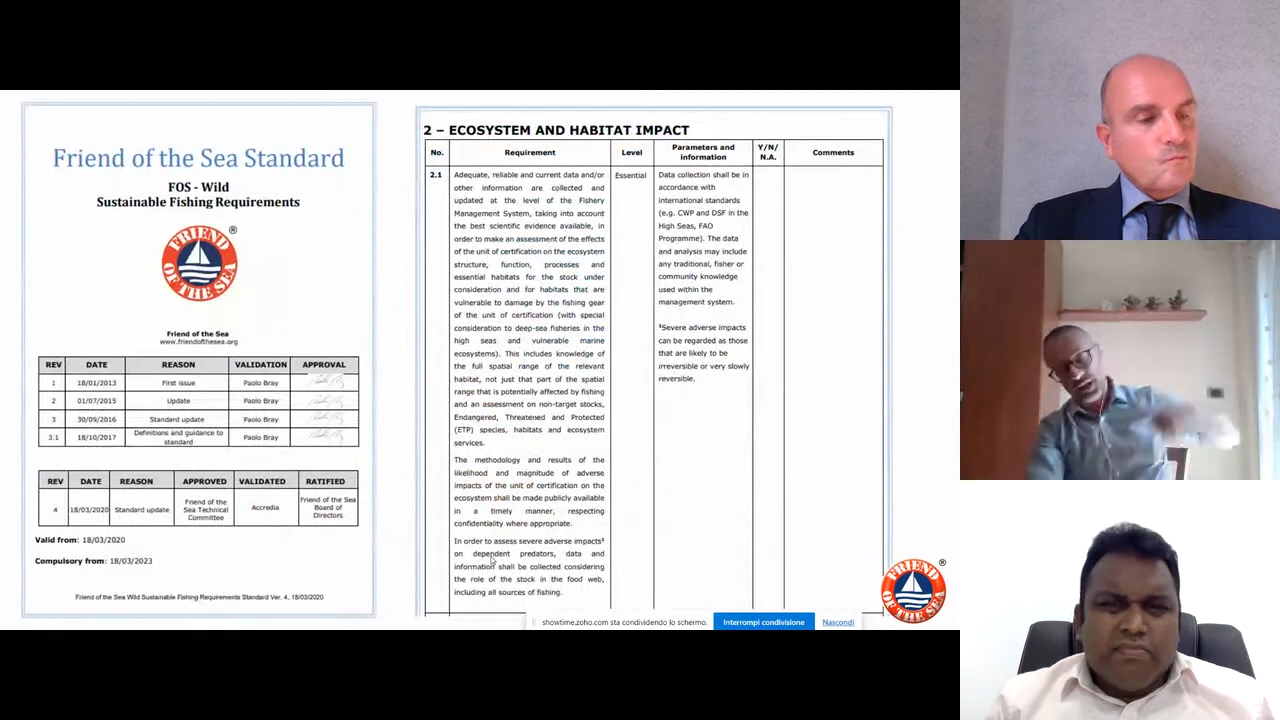 Friend of the Sea Standard
FOS - Wild
Sustainable Fishing Requirements
FRIEND
OF THE SEA
®
Friend of the Sea
www.friendofthesea.org
REV DATE REASON VALIDATION APPROVAL
1 18/01/2013 First issue Paolo Bray
2 01/07/2015 Update Paolo Bray
3 30/09/2016 Standard update Paolo Bray
3.1 18/10/2017 Definitions and guidance to standard Paolo Bray
REV DATE REASON APPROVED VALIDATED RATIFIED
4 18/03/2020 Standard update Friend of the Sea Technical Committee Accredia Friend of the Sea Board of Directors
Valid from: 18/03/2020
Compulsory from: 18/03/2023
Friend of the Sea Wild Sustainable Fishing Requirements Standard Ver. 4, 18/03/2020
2 – ECOSYSTEM AND HABITAT IMPACT
No. Requirement Level Parameters and information Y/N/ N.A. Comments
2.1
Adequate, reliable and current data and/or
other information are collected and
updated at the level of the Fishery
Management System, taking into account
the best scientific evidence available, in
order to make an assessment of the effects
of the unit of certification on the ecosystem
structure, function, processes and
essential habitats for the stock under
consideration and for habitats that are
vulnerable to damage by the fishing gear
of the unit of certification (with special
consideration to deep-sea fisheries in the
high seas and vulnerable marine
ecosystems). This includes knowledge of
the full spatial range of the relevant
habitat, not just that part of the spatial
range that is potentially affected by fishing
and an assessment on non-target stocks,
Endangered, Threatened and Protected
(ETP) species, habitats and ecosystem
services.
The methodology and results of the
likelihood and magnitude of adverse
impacts of the unit of certification on the
ecosystem shall be made publicly available
in a timely manner, respecting
confidentiality where appropriate.
In order to assess severe adverse impacts¹
on dependent predators, data and
information shall be collected considering
the role of the stock in the food web,
including all sources of fishing.
Essential
Data collection shall be in
accordance with
international standards
(e.g. CWP and DSF in the
High Seas, FAO
Programme). The data
and analysis may include
any traditional, fisher or
community knowledge
used within the
management system.
¹Severe adverse impacts
can be regarded as those
that are likely to be
irreversible or very slowly
reversible.
FRIEND
OF THE SEA
®
showtime.zoho.com sta condividendo lo schermo. Interrompi condivisione Nascondi